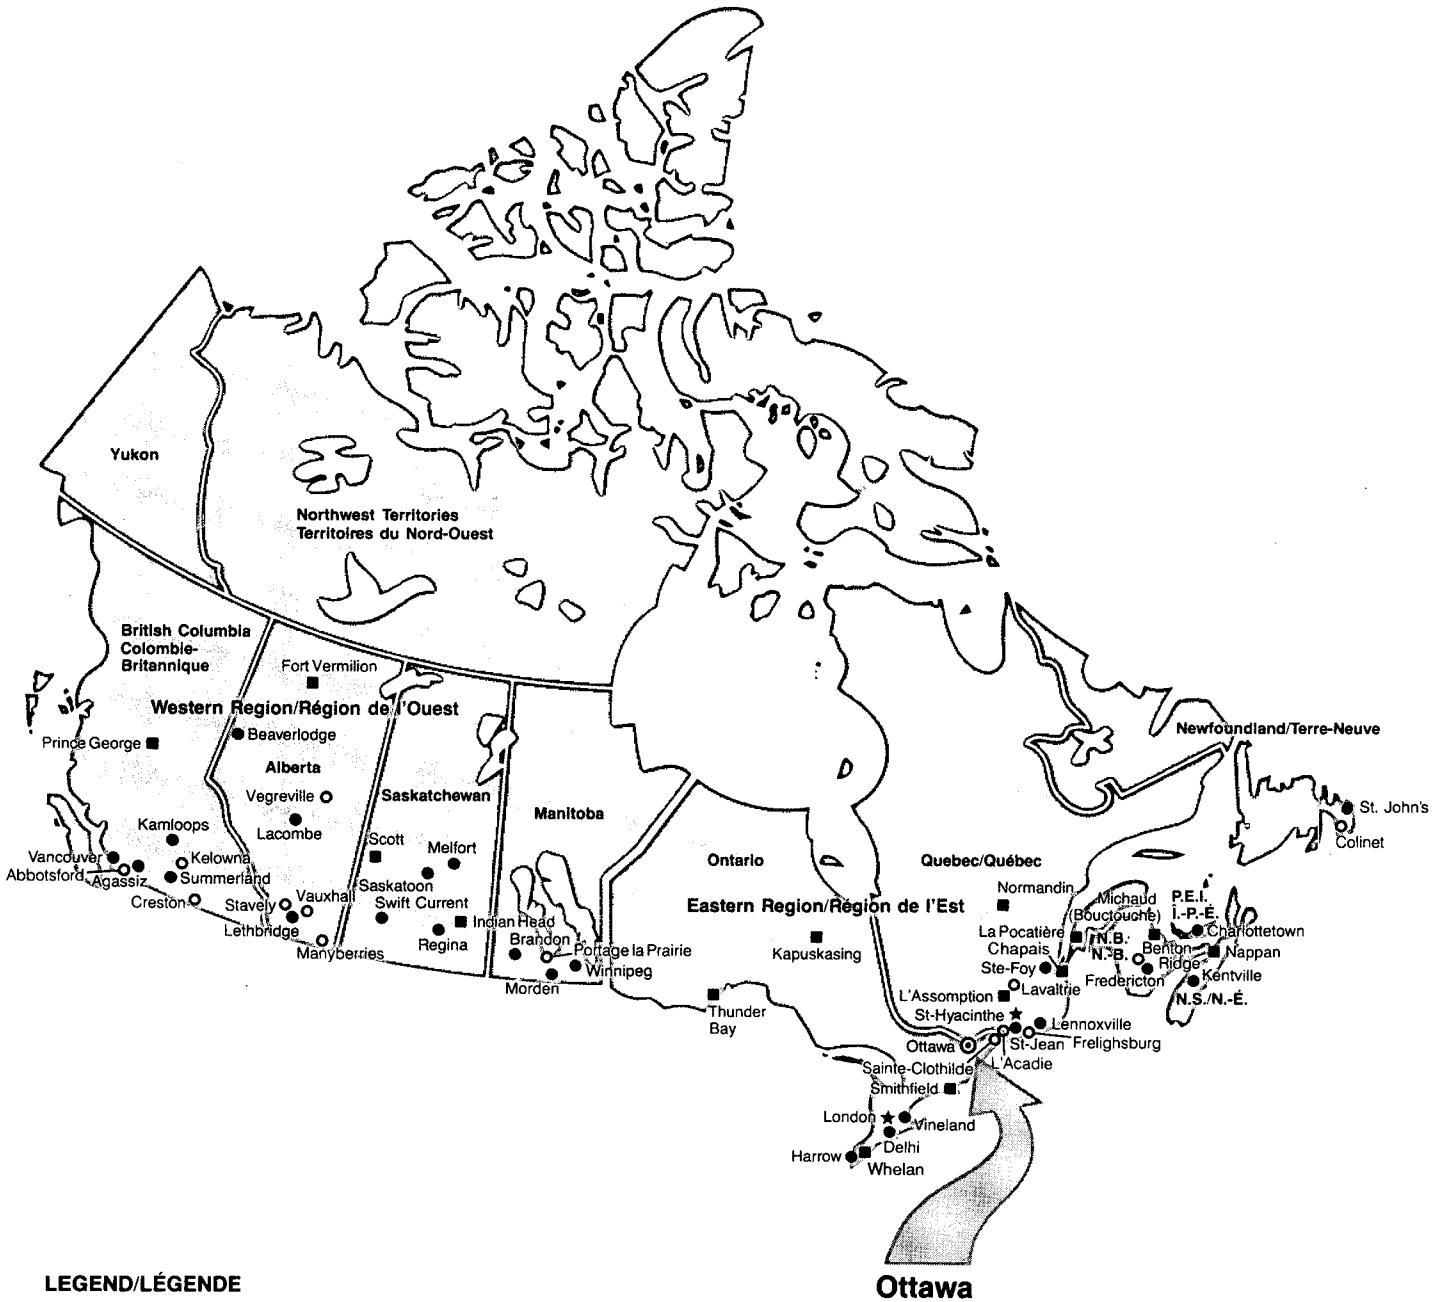 Yukon
Northwest Territories
Territoires du Nord-Ouest
British Columbia
Colombie-
Britannique
Fort Vermilion
Western Region/Région de l'Ouest
Prince George
Beaverlodge
Alberta
Vegreville
Saskatchewan
Lacombe
Manitoba
Kamloops
Scott
Melfort
Vancouver
Kelowna
Abbotsford
Agassiz
Summerland
Saskatoon
Creston
Stavely
Vauxhall
Swift Current
Lethbridge
Indian Head
Regina
Brandon
Manyberries
Portage la Prairie
Winnipeg
Morden
Newfoundland/Terre-Neuve
St. John's
Colinet
Ontario
Quebec/Québec
Normandin
Michaud
(Bouctouche)
P.E.I.
Î.-P.-É.
Eastern Region/Région de l'Est
La Pocatière
N.B.
Charlottetown
Kapuskasing
Chapais
N.-B.
Benton
Ridge
Nappan
Ste-Foy
Fredericton
Kentville
L'Assomption
Lavaltrie
N.S./N.-É.
Thunder
Bay
St-Hyacinthe
Lennoxville
Ottawa
St-Jean
Frelighsburg
Sainte-Clothilde
L'Acadie
Smithfield
London
Vineland
Delhi
Harrow
Whelan
LEGEND/LÉGENDE
Ottawa